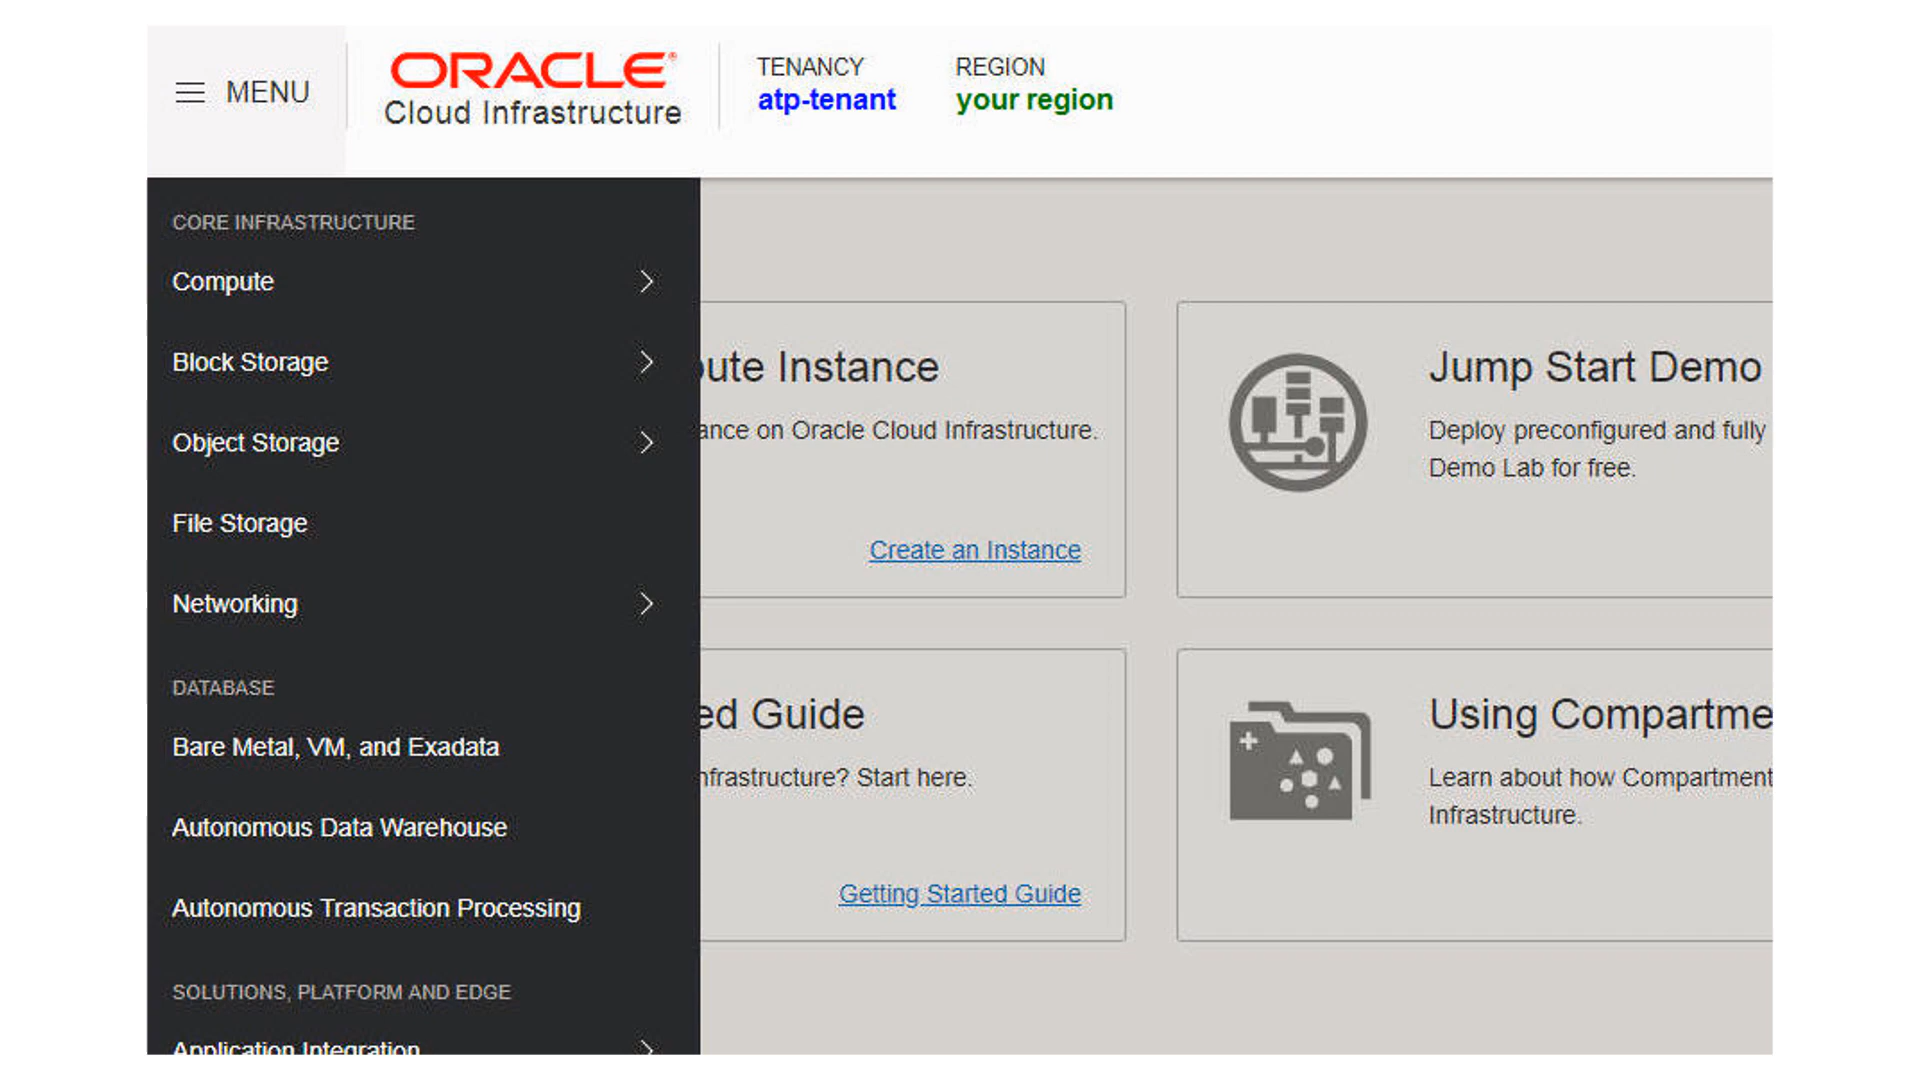 MENU
ORACLE®
Cloud Infrastructure
TENANCY
atp-tenant
REGION
your region
CORE INFRASTRUCTURE
Compute
Block Storage
Object Storage
File Storage
Networking
DATABASE
Bare Metal, VM, and Exadata
Autonomous Data Warehouse
Autonomous Transaction Processing
SOLUTIONS, PLATFORM AND EDGE
Application Integration
ute Instance
ance on Oracle Cloud Infrastructure.
Create an Instance
Jump Start Demo
Deploy preconfigured and fully
Demo Lab for free.
ed Guide
nfrastructure? Start here.
Getting Started Guide
Using Compartme
Learn about how Compartment
Infrastructure.